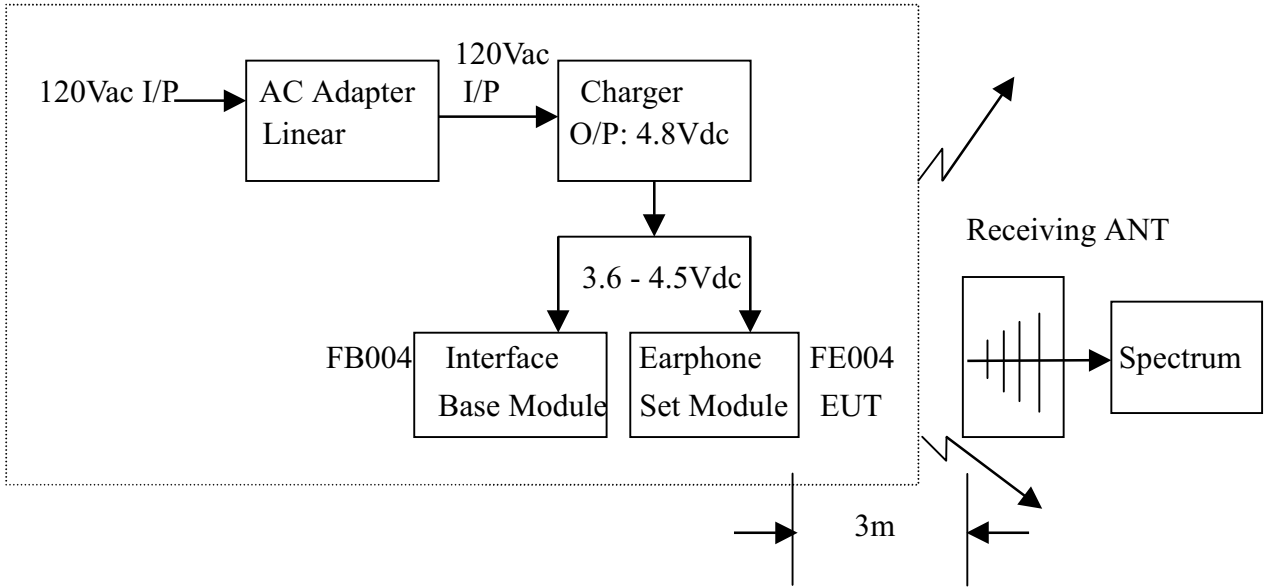 120Vac
120Vac I/P
AC Adapter
Linear
I/P
Charger
O/P: 4.8Vdc
Receiving ANT
3.6 - 4.5Vdc
FB004
Interface
Base Module
Earphone
Set Module
FE004
EUT
Spectrum
3m